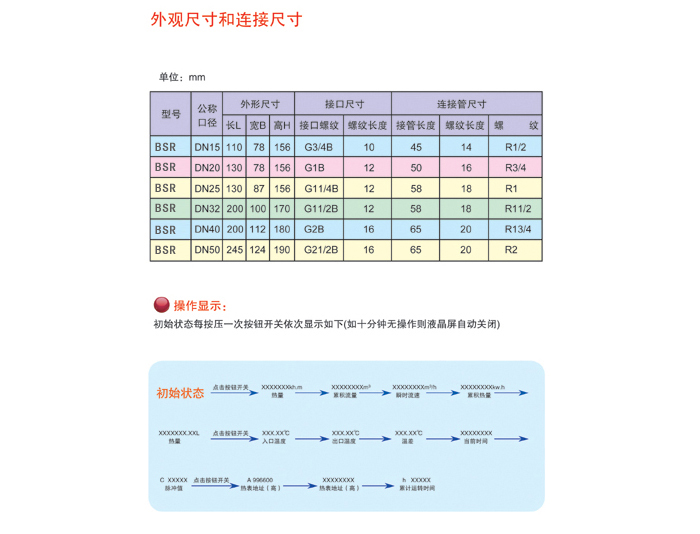 外观尺寸和连接尺寸
单位：mm
型号 公称口径 外形尺寸 接口尺寸 连接管尺寸
长L 宽B 高H 接口螺纹 螺纹长度 接管长度 螺纹长度 螺 纹
BSR DN15 110 78 156 G3/4B 10 45 14 R1/2
BSR DN20 130 78 156 G1B 12 50 16 R3/4
BSR DN25 130 87 156 G11/4B 12 58 18 R1
BSR DN32 200 100 170 G11/2B 12 58 18 R11/2
BSR DN40 200 112 180 G2B 16 65 20 R13/4
BSR DN50 245 124 190 G21/2B 16 65 20 R2
操作显示：
初始状态每按压一次按钮开关依次显示如下(如十分钟无操作则液晶屏自动关闭)
初始状态 点击按钮开关 XXXXXXXkh.m XXXXXXXXm³ XXXXXXXXm³/h XXXXXXXXkw.h
热量 累积流量 瞬时流速 累积热量
XXXXXXX.XXL 点击按钮开关 XXX.XX℃ XXX.XX℃ XXX.XX℃ XXXXXXXX
热量 入口温度 出口温度 温差 当前时间
C XXXXX 点击按钮开关 A 996600 XXXXXXXX h XXXXX
脉冲值 热表地址（高） 热表地址（高） 累计运转时间